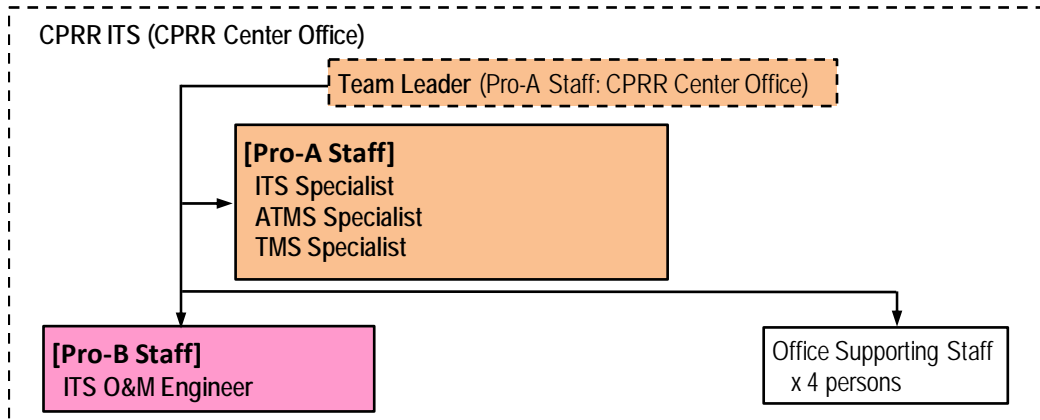 CPRR ITS (CPRR Center Office)
Team Leader (Pro-A Staff: CPRR Center Office)
[Pro-A Staff]
ITS Specialist
ATMS Specialist
TMS Specialist
[Pro-B Staff]
ITS O&M Engineer
Office Supporting Staff
x 4 persons